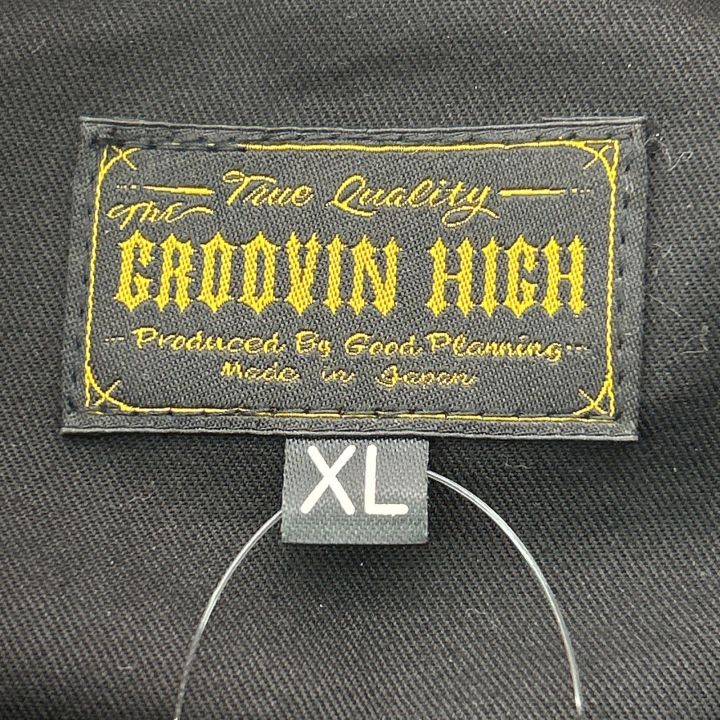 True Quality
The
GROOVIN HIGH
Produced By Good Planning
Made in Japan
XL